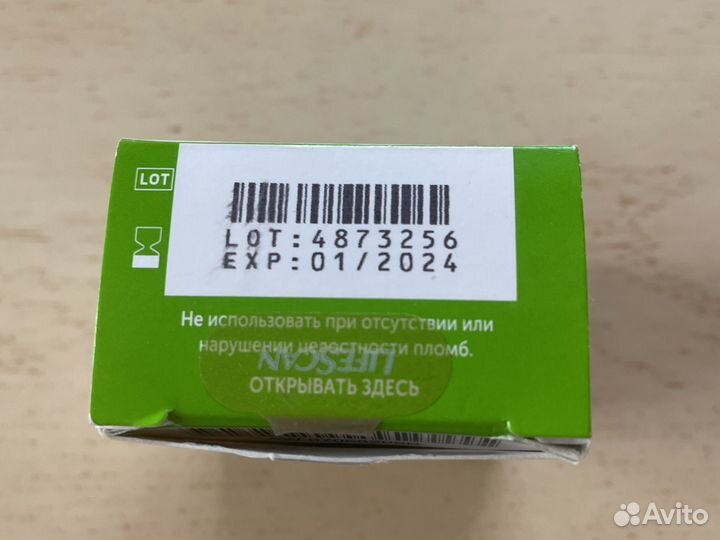 LOT
LOT:4873256
EXP:01/2024
Не использовать при отсутствии или
нарушении целостности пломб.
LIFESCAN
ОТКРЫВАТЬ ЗДЕСЬ
Avito